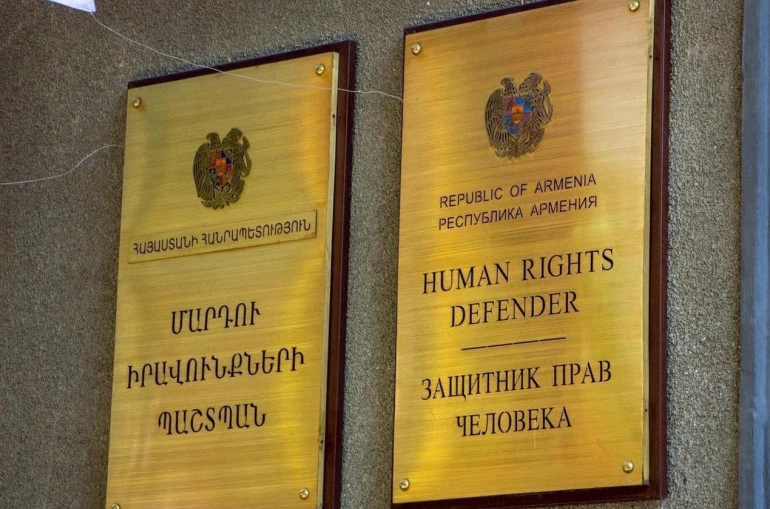 ՀԱՅԱՍՏԱՆԻ ՀԱՆՐԱՊԵՏՈՒԹՅՈՒՆ
ՄԱՐԴՈՒ
ԻՐԱՎՈՒՆՔՆԵՐԻ
ՊԱՇՏՊԱՆ
REPUBLIC OF ARMENIA
РЕСПУБЛИКА АРМЕНИЯ
HUMAN RIGHTS
DEFENDER
ЗАЩИТНИК ПРАВ
ЧЕЛОВЕКА